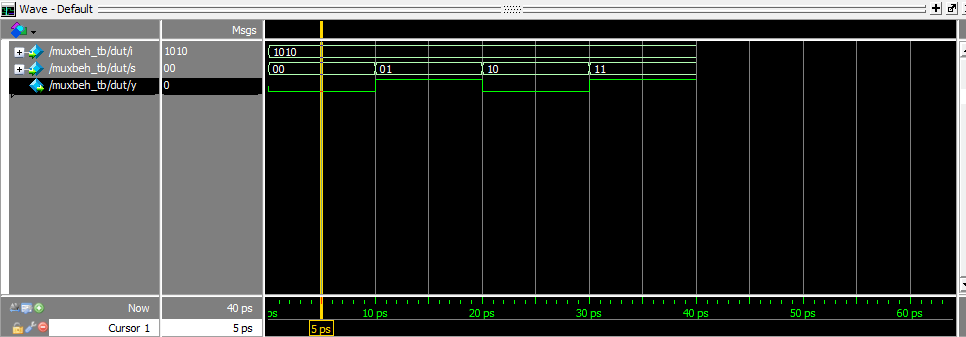 Wave - Default
Msgs
/muxbeh_tb/dut/i 1010 1010
/muxbeh_tb/dut/s 00 00 01 10 11
/muxbeh_tb/dut/y 0
Now 40 ps ps 10 ps 20 ps 30 ps 40 ps 50 ps 60 ps
Cursor 1 5 ps 5 ps